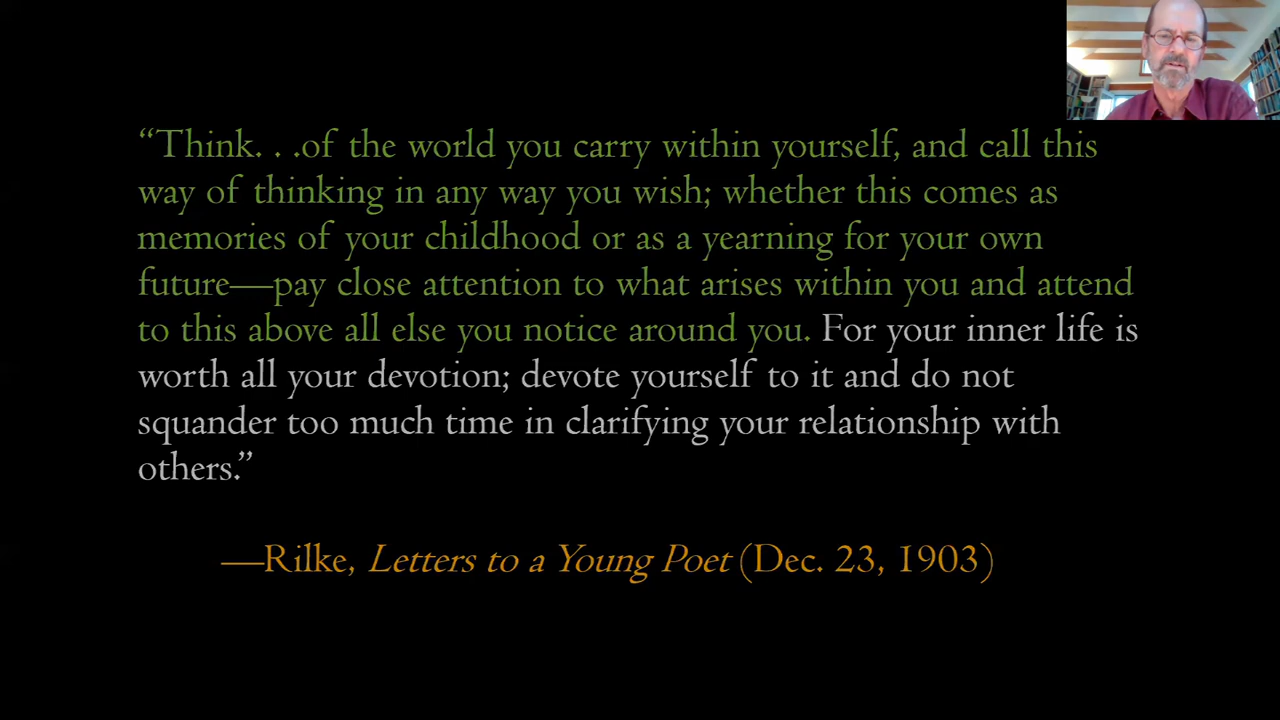 “Think. . .of the world you carry within yourself, and call this
way of thinking in any way you wish; whether this comes as
memories of your childhood or as a yearning for your own
future—pay close attention to what arises within you and attend
to this above all else you notice around you. For your inner life is
worth all your devotion; devote yourself to it and do not
squander too much time in clarifying your relationship with
others.”
—Rilke, Letters to a Young Poet (Dec. 23, 1903)